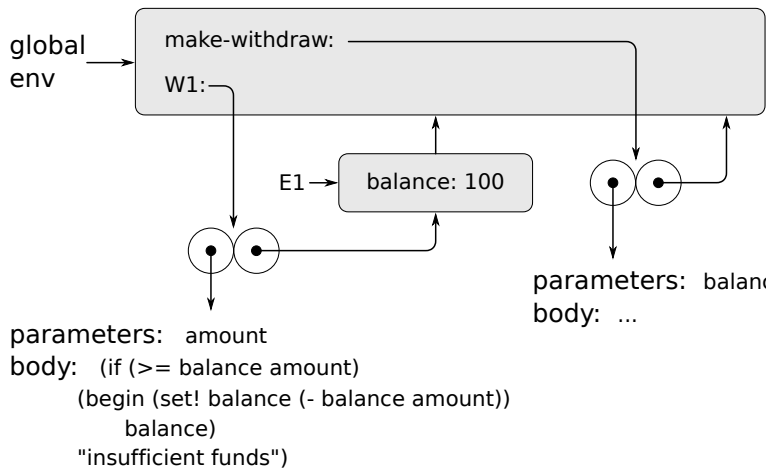 global
env
make-withdraw:
W1:
E1
balance: 100
parameters: balanc
body: ...
parameters: amount
body: (if (>= balance amount)
(begin (set! balance (- balance amount))
balance)
"insufficient funds")